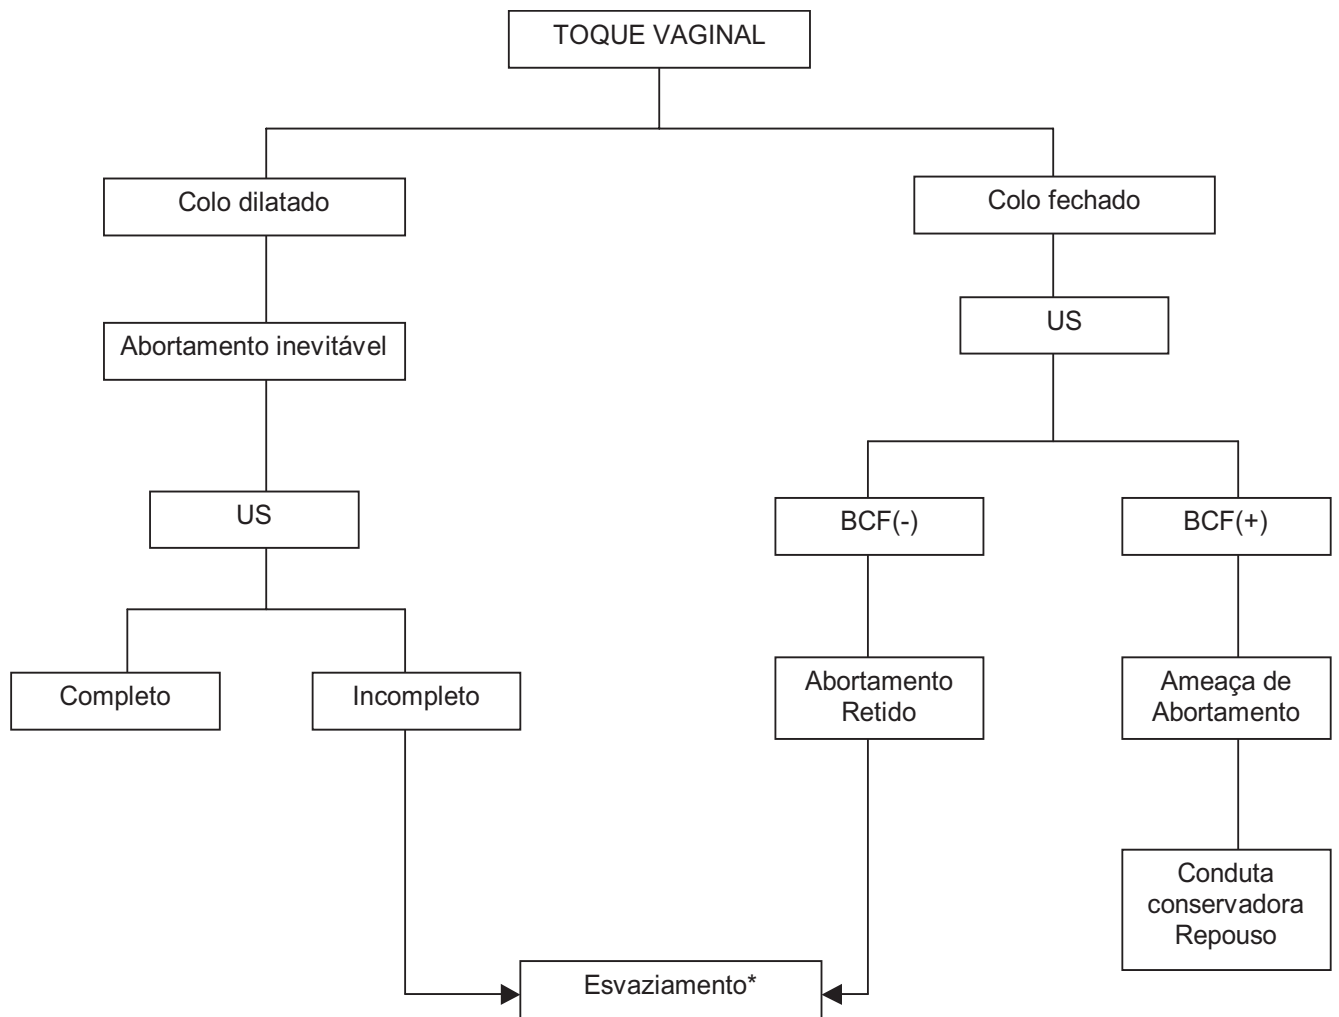 TOQUE VAGINAL
Colo dilatado
Colo fechado
Abortamento inevitável
US
US
BCF(-)
BCF(+)
Completo
Incompleto
Abortamento
Retido
Ameaça de
Abortamento
Conduta
conservadora
Repouso
Esvaziamento*